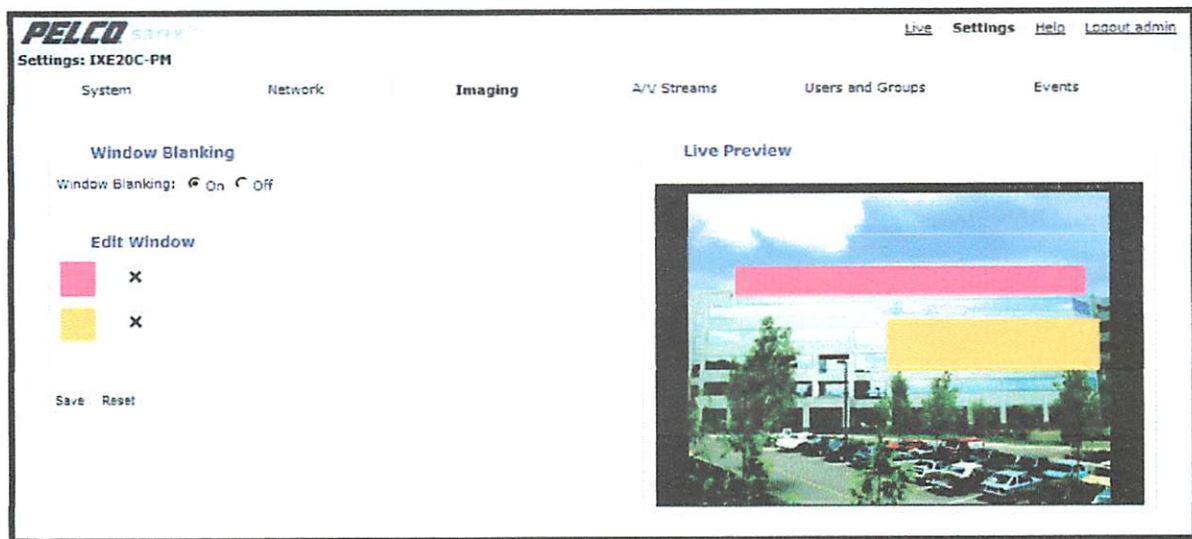 PELCO sarix™
Live Settings Help Logout admin
Settings: IXE20C-PM
System Network Imaging A/V Streams Users and Groups Events
Window Blanking
Live Preview
Window Blanking: On Off
Edit Window
Save Reset